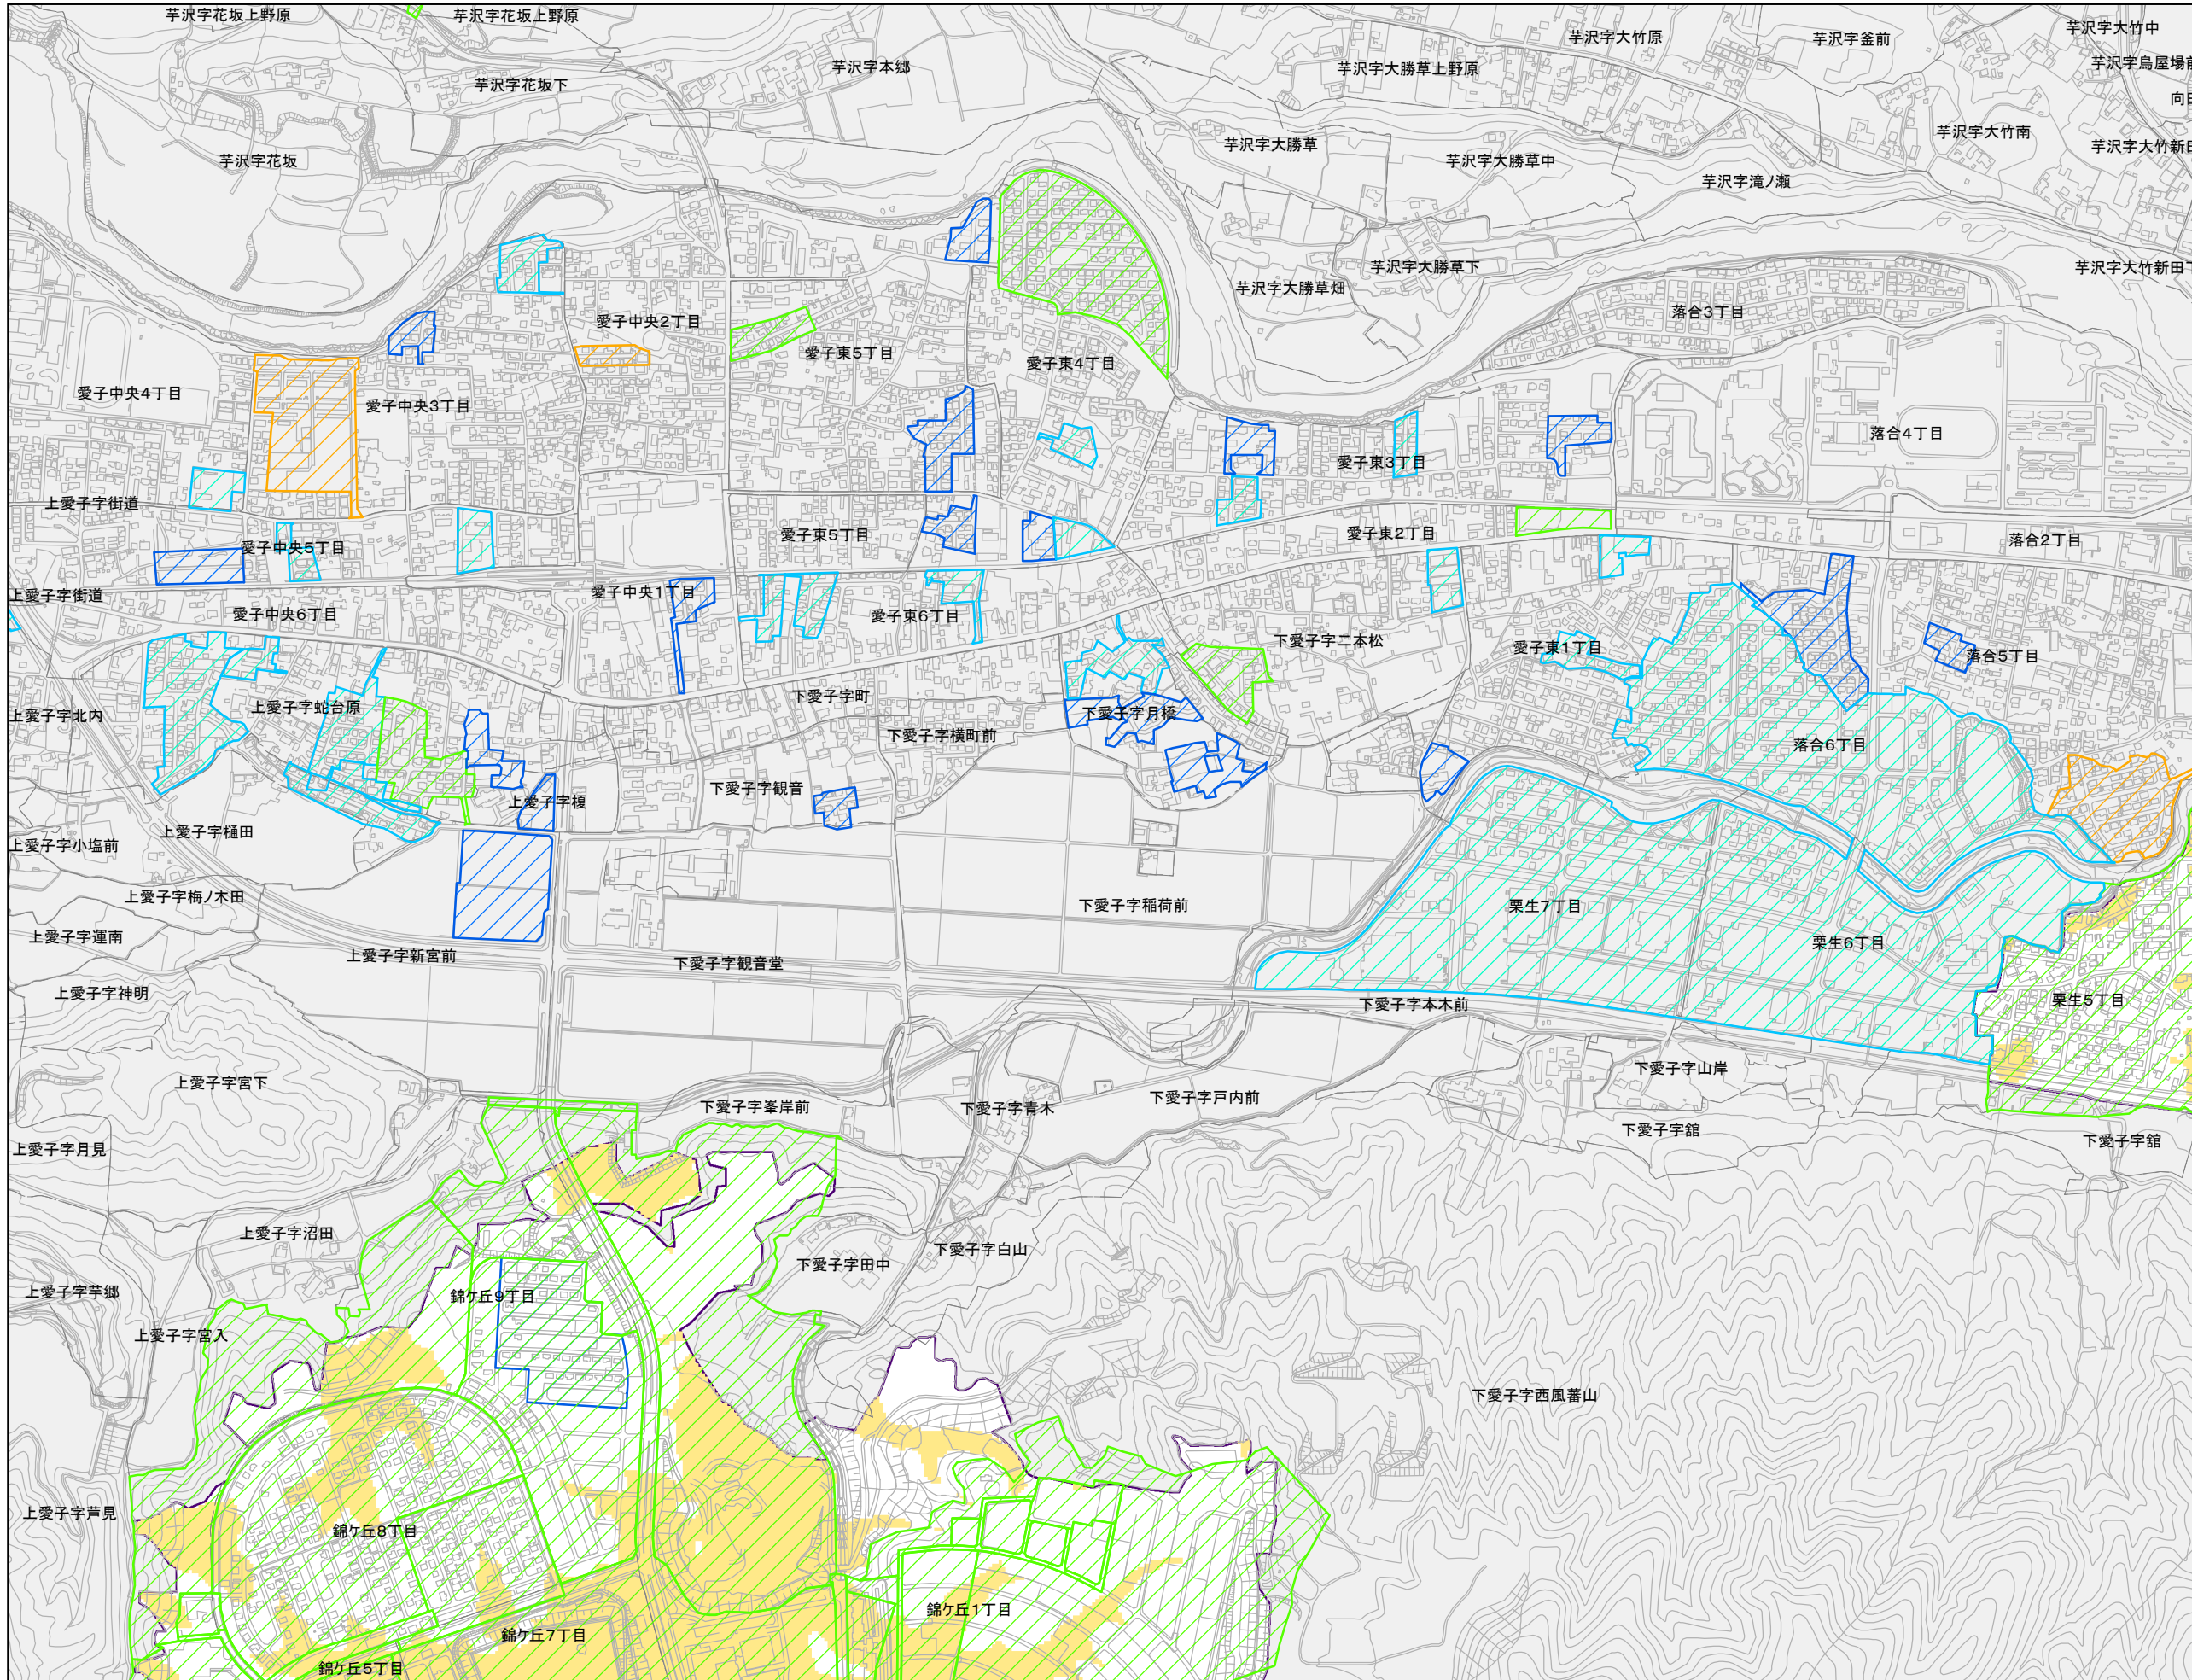 芋沢字花坂上野原
芋沢字花坂上野原
芋沢字大竹中
芋沢字大竹原
芋沢字釜前
芋沢字本郷
芋沢字大勝草上野原
芋沢字鳥屋場前
芋沢字花坂下
向田
芋沢字大竹南
芋沢字大勝草
芋沢字大竹新田
芋沢字花坂
芋沢字大勝草中
芋沢字滝ノ瀬
芋沢字大勝草下
芋沢字大竹新田下
芋沢字大勝草畑
落合3丁目
愛子中央2丁目
愛子東5丁目
愛子東4丁目
愛子中央4丁目
愛子中央3丁目
落合4丁目
愛子東3丁目
上愛子字街道
愛子東5丁目
愛子東2丁目
落合2丁目
愛子中央5丁目
上愛子字街道
愛子中央1丁目
愛子中央6丁目
愛子東6丁目
下愛子字二本松
愛子東1丁目
落合5丁目
下愛子字町
上愛子字蛇台原
下愛子字月橋
上愛子字北内
下愛子字横町前
落合6丁目
下愛子字観音
上愛子字榎
上愛子字樋田
上愛子字小塩前
上愛子字梅ノ木田
下愛子字稲荷前
栗生7丁目
上愛子字運南
栗生6丁目
上愛子字新宮前
下愛子字観音堂
上愛子字神明
栗生5丁目
下愛子字本木前
下愛子字山岸
上愛子字宮下
下愛子字戸内前
下愛子字峯岸前
下愛子字青木
下愛子字舘
下愛子字舘
上愛子字月見
上愛子字沼田
下愛子字白山
下愛子字田中
上愛子字芋郷
錦ケ丘9丁目
上愛子字宮入
下愛子字西風蕃山
上愛子字芦見
錦ケ丘8丁目
錦ケ丘1丁目
錦ケ丘7丁目
錦ケ丘5丁目